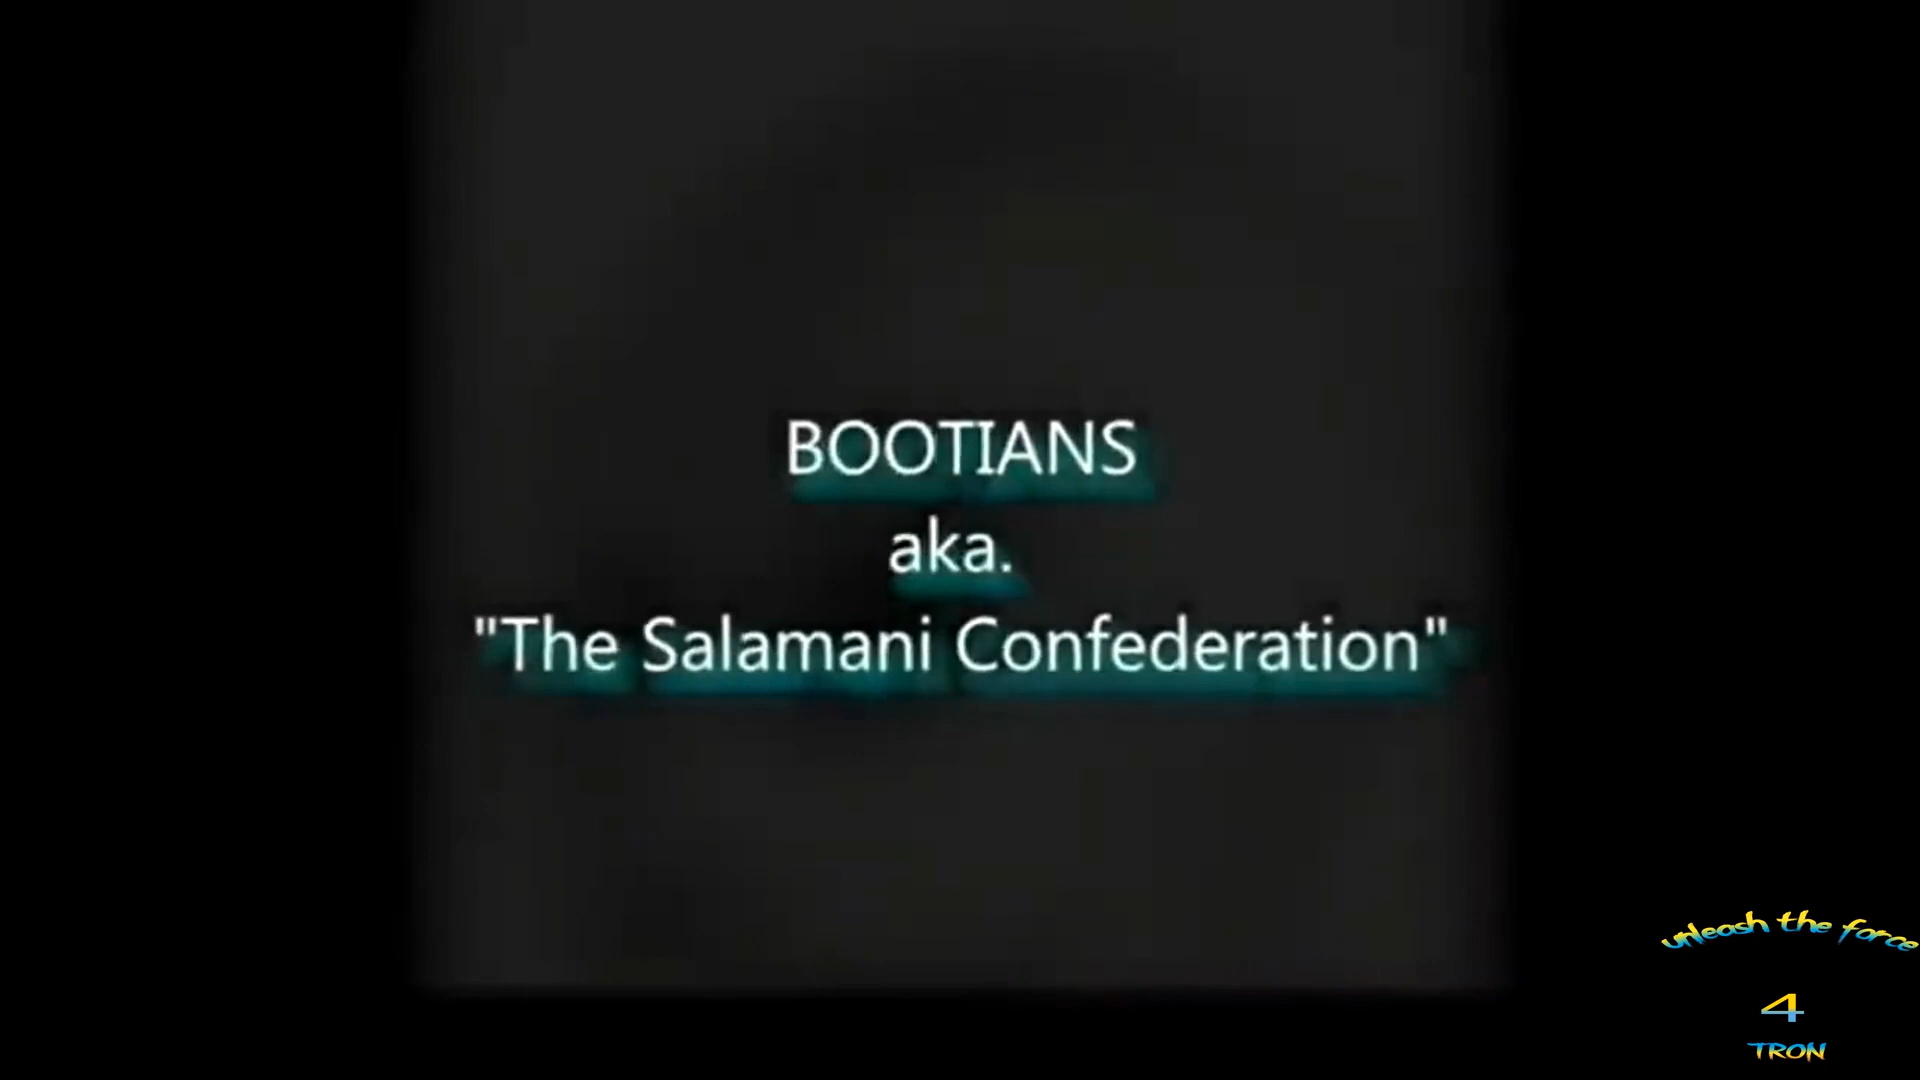 BOOTIANS
aka.
"The Salamani Confederation"
unleash the force
4
TRON